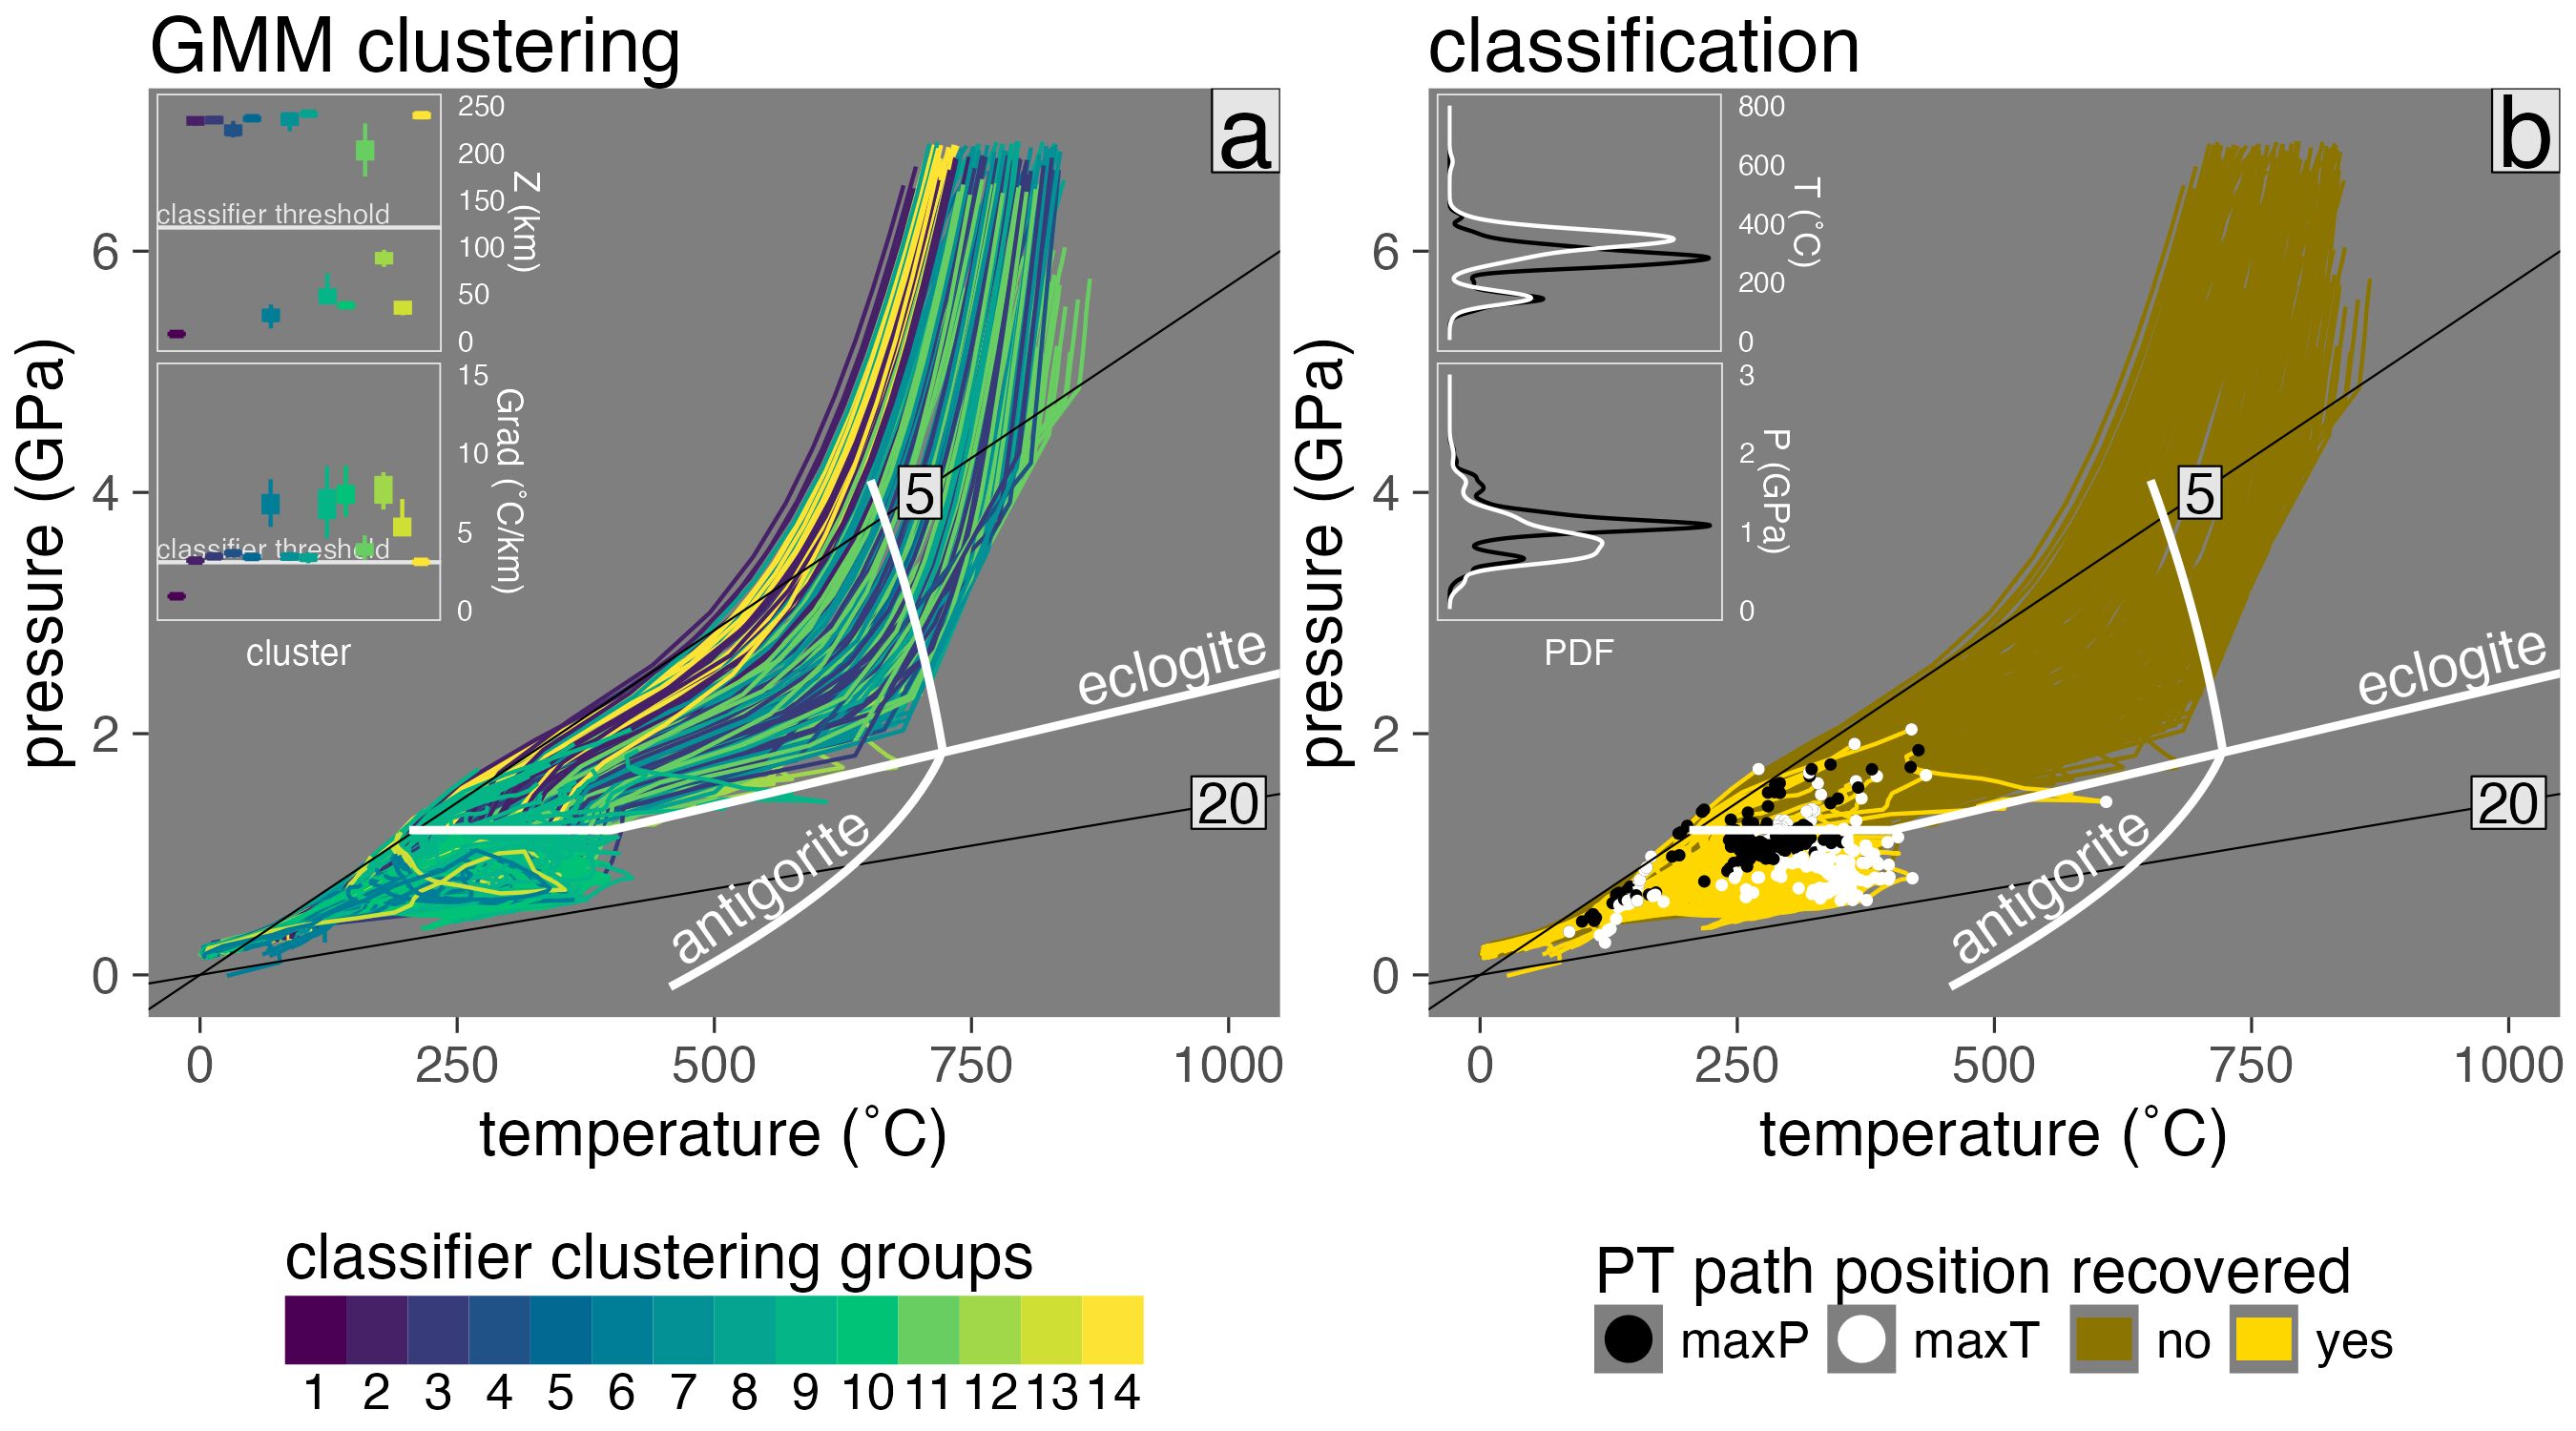 GMM clustering
classification
a
250
200
150
100
50
0
Z (km)
classifier threshold
15
10
5
0
Grad (˚C/km)
classifier threshold
cluster
5
eclogite
20
antigorite
6
4
2
0
pressure (GPa)
0 250 500 750 1000
temperature (˚C)
b
800
600
400
200
0
T (˚C)
3
2
1
0
P (GPa)
PDF
5
eclogite
20
antigorite
6
4
2
0
pressure (GPa)
0 250 500 750 1000
temperature (˚C)
classifier clustering groups
1 2 3 4 5 6 7 8 9 10 11 12 13 14
PT path position recovered
maxP maxT no yes